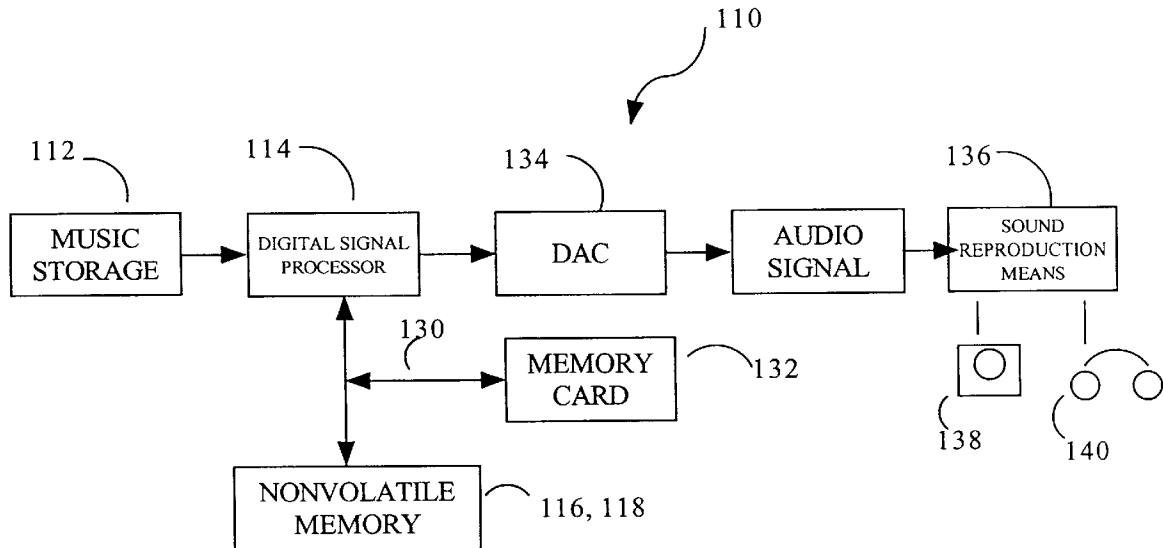 110
112
114
134
136
MUSIC
STORAGE
DIGITAL SIGNAL
PROCESSOR
DAC
AUDIO
SIGNAL
SOUND
REPRODUCTION
MEANS
130
MEMORY
CARD
132
138
140
NONVOLATILE
MEMORY
116, 118